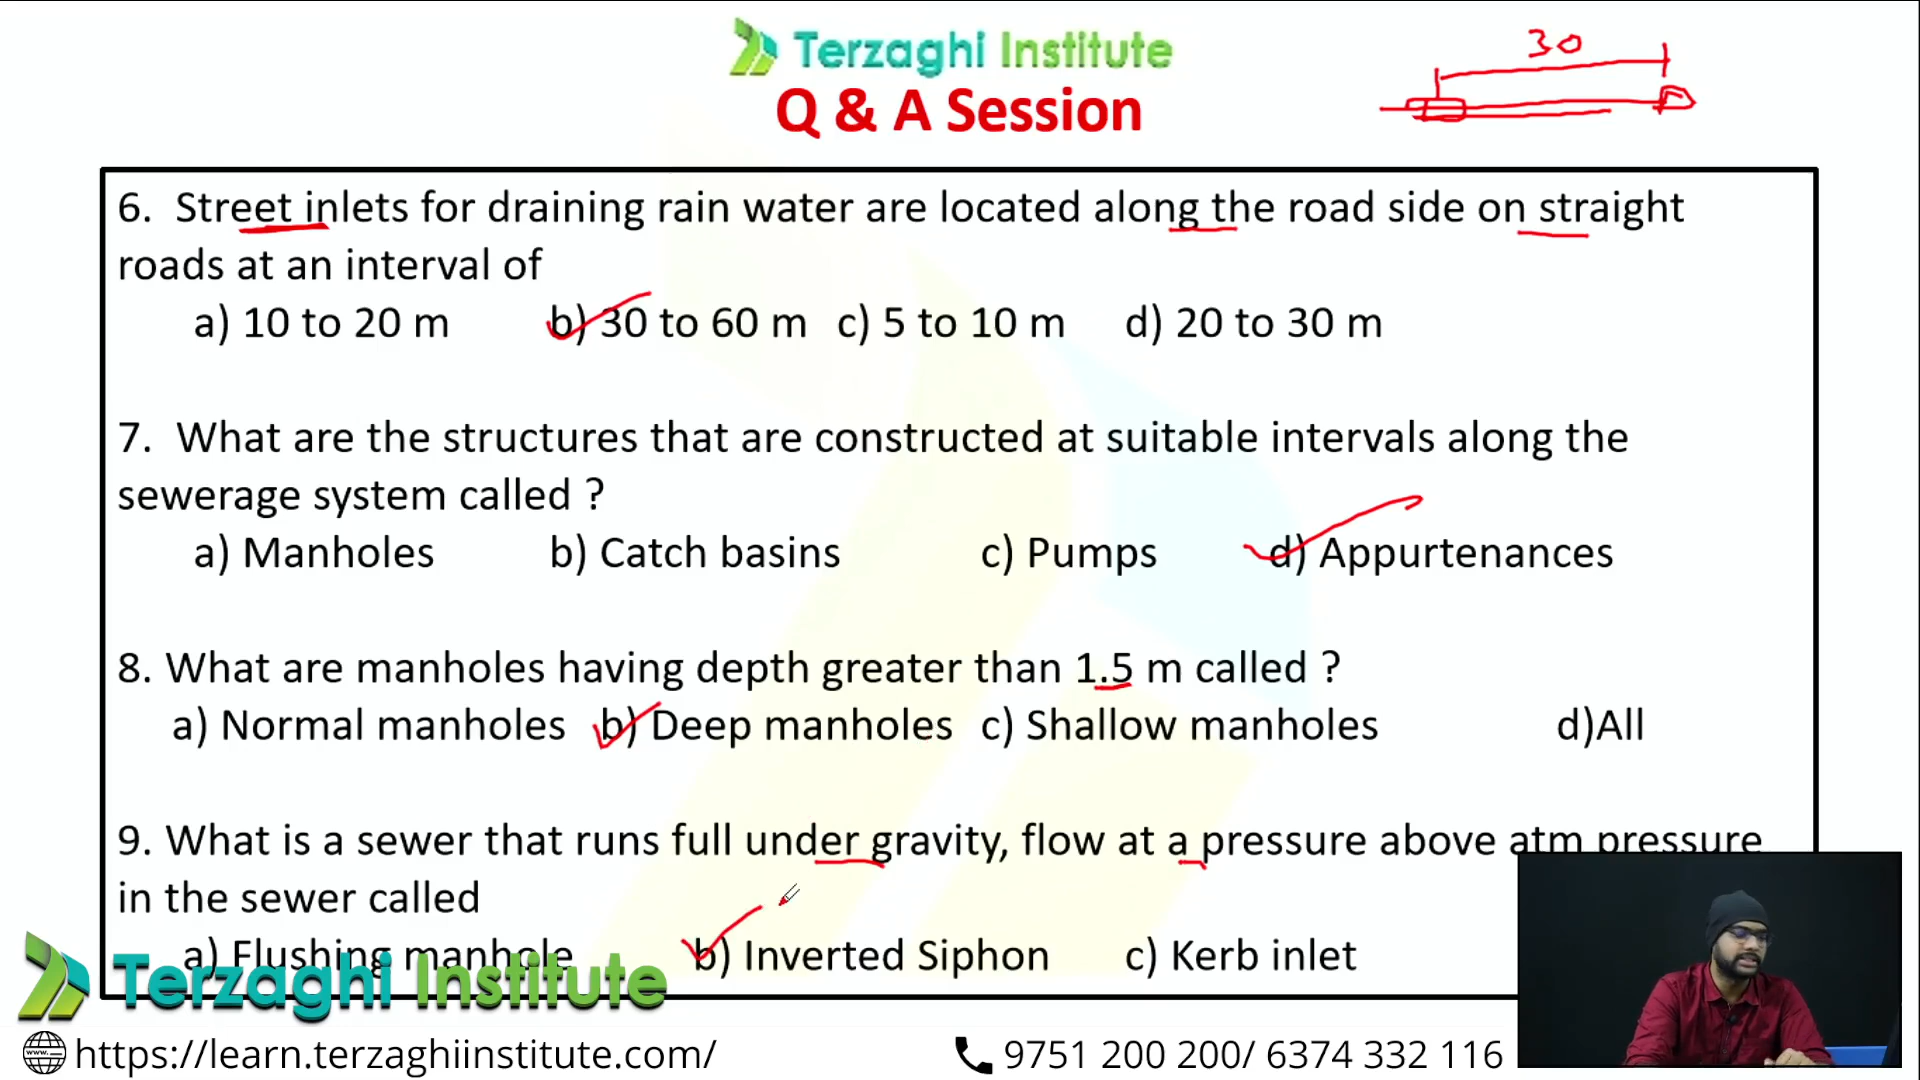 Terzaghi Institute
30
Q & A Session
6. Street inlets for draining rain water are located along the road side on straight
roads at an interval of
a) 10 to 20 m b) 30 to 60 m c) 5 to 10 m d) 20 to 30 m
7. What are the structures that are constructed at suitable intervals along the
sewerage system called ?
a) Manholes b) Catch basins c) Pumps d) Appurtenances
8. What are manholes having depth greater than 1.5 m called ?
a) Normal manholes b) Deep manholes c) Shallow manholes d)All
9. What is a sewer that runs full under gravity, flow at a pressure above atm pressure
in the sewer called
a) Flushing manhole b) Inverted Siphon c) Kerb inlet
Terzaghi Institute
www.
https://learn.terzaghiinstitute.com/ 9751 200 200/ 6374 332 116